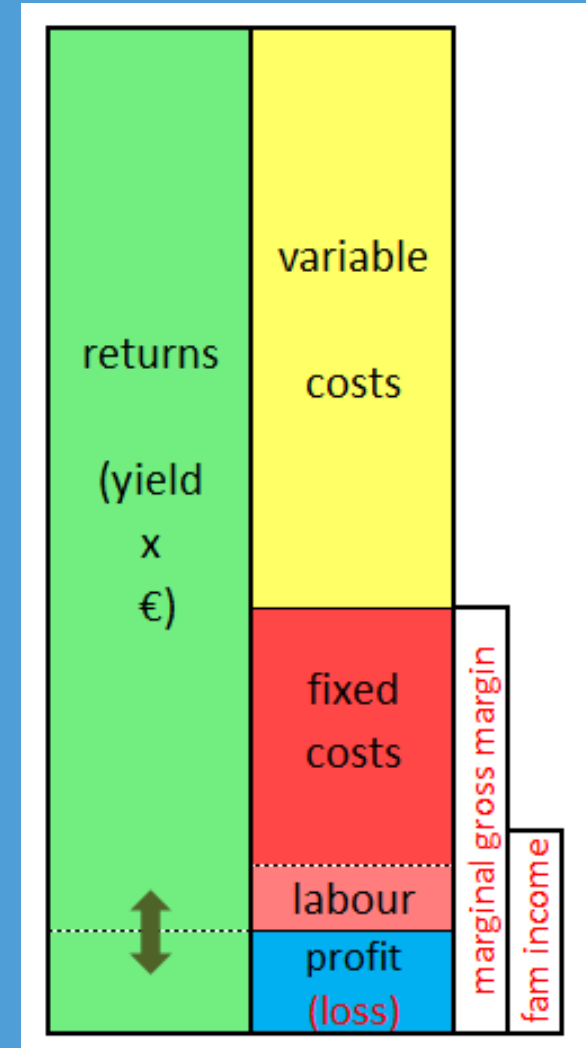 returns
(yield
x
€)
variable
costs
fixed
costs
labour
profit
(loss)
marginal gross margin
fam income